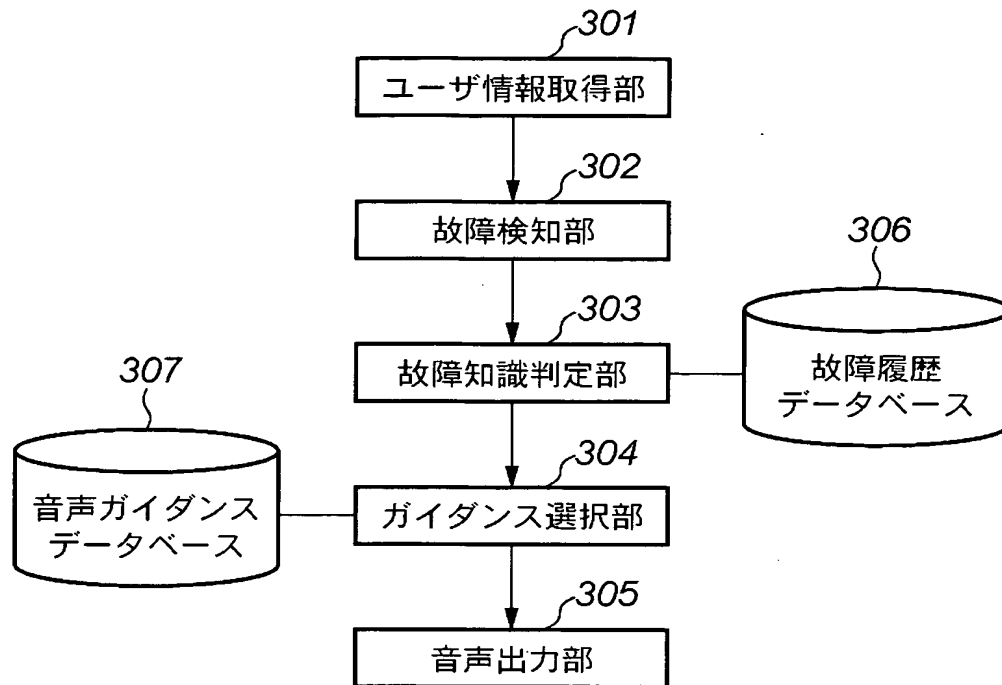 301
ユーザ情報取得部
302
故障検知部
306
303
故障知識判定部
故障履歴
データベース
307
304
音声ガイダンス
データベース
ガイダンス選択部
305
音声出力部